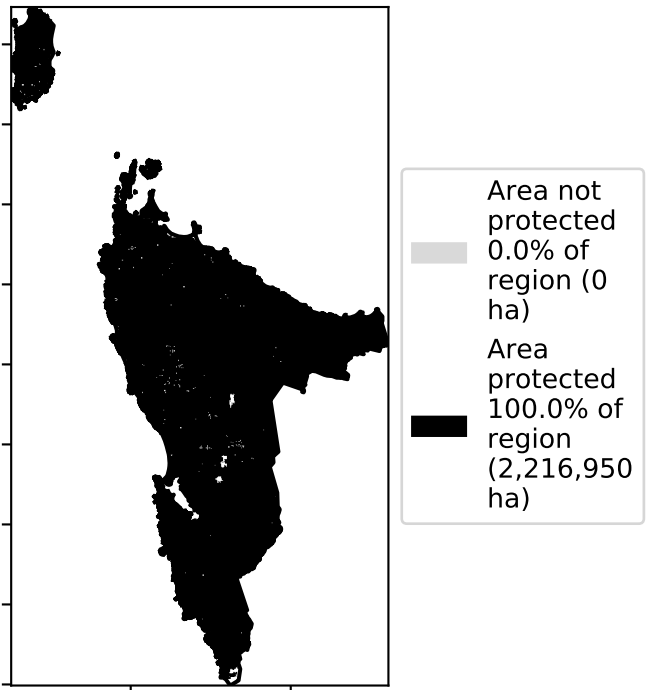 Area not
protected
0.0% of
region (0
ha)
Area
protected
100.0% of
region
(2,216,950
ha)